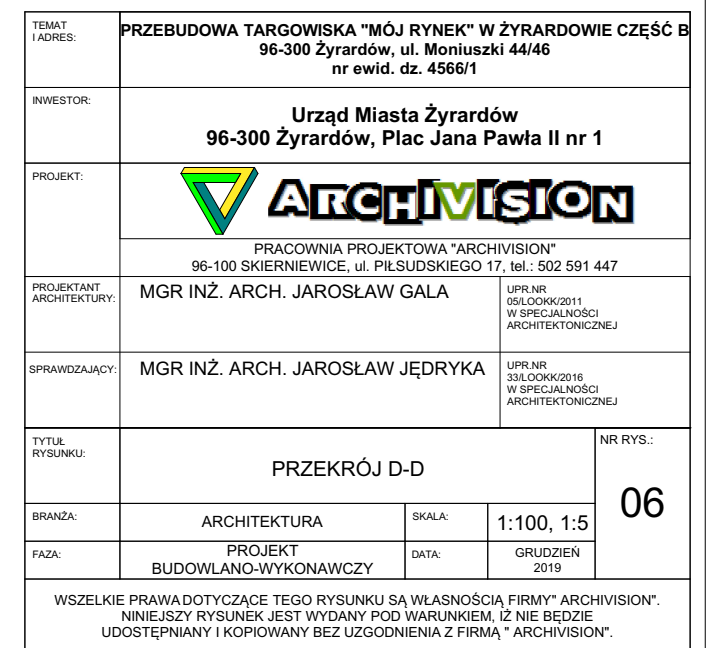 TEMAT
I ADRES:
PRZEBUDOWA TARGOWISKA "MÓJ RYNEK" W ŻYRARDOWIE CZĘŚĆ B
96-300 Żyrardów, ul. Moniuszki 44/46
nr ewid. dz. 4566/1
INWESTOR:
Urząd Miasta Żyrardów
96-300 Żyrardów, Plac Jana Pawła II nr 1
PROJEKT:
ARCHIVISION
PRACOWNIA PROJEKTOWA "ARCHIVISION"
96-100 SKIERNIEWICE, ul. PIŁSUDSKIEGO 17, tel.: 502 591 447
PROJEKTANT
ARCHITEKTURY:
MGR INŻ. ARCH. JAROSŁAW GALA
UPR.NR
05/LOOKK/2011
W SPECJALNOŚCI
ARCHITEKTONICZNEJ
SPRAWDZAJĄCY:
MGR INŻ. ARCH. JAROSŁAW JĘDRYKA
UPR.NR
33/LOOKK/2016
W SPECJALNOŚCI
ARCHITEKTONICZNEJ
TYTUŁ
RYSUNKU:
PRZEKRÓJ D-D
NR RYS.:
06
BRANŻA:
ARCHITEKTURA
SKALA:
1:100, 1:5
FAZA:
PROJEKT
BUDOWLANO-WYKONAWCZY
DATA:
GRUDZIEŃ
2019
WSZELKIE PRAWA DOTYCZĄCE TEGO RYSUNKU SĄ WŁASNOŚCIĄ FIRMY" ARCHIVISION".
NINIEJSZY RYSUNEK JEST WYDANY POD WARUNKIEM, IŻ NIE BĘDZIE
UDOSTĘPNIANY I KOPIOWANY BEZ UZGODNIENIA Z FIRMĄ " ARCHIVISION".